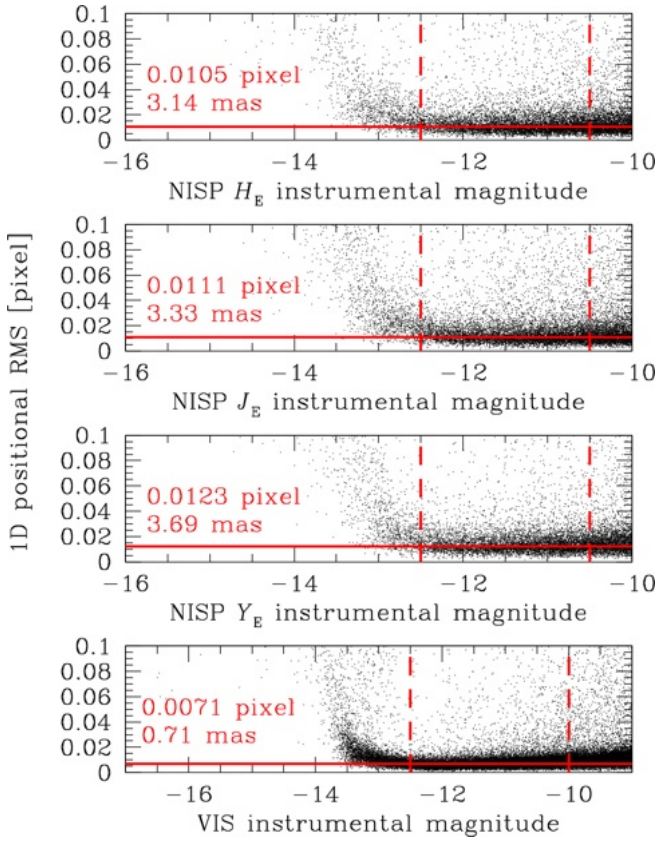 1D positional RMS [pixel]
0.1
0.08
0.06
0.04
0.02
0
0.0105 pixel
3.14 mas
−16 −14 −12 −10
NISP H_E instrumental magnitude
0.1
0.08
0.06
0.04
0.02
0
0.0111 pixel
3.33 mas
−16 −14 −12 −10
NISP J_E instrumental magnitude
0.1
0.08
0.06
0.04
0.02
0
0.0123 pixel
3.69 mas
−16 −14 −12 −10
NISP Y_E instrumental magnitude
0.1
0.08
0.06
0.04
0.02
0
0.0071 pixel
0.71 mas
−16 −14 −12 −10
VIS instrumental magnitude